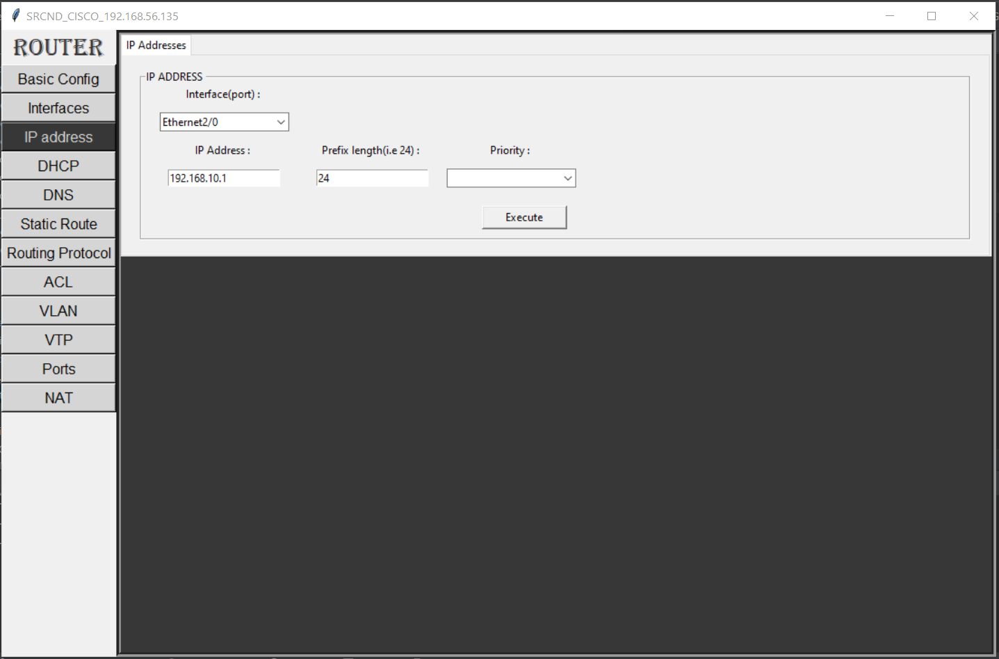 SRCND_CISCO_192.168.56.135
ROUTER
Basic Config
Interfaces
IP address
DHCP
DNS
Static Route
Routing Protocol
ACL
VLAN
VTP
Ports
NAT
IP Addresses
IP ADDRESS
Interface(port) :
Ethernet2/0
IP Address : Prefix length(i.e 24) : Priority :
192.168.10.1 24
Execute